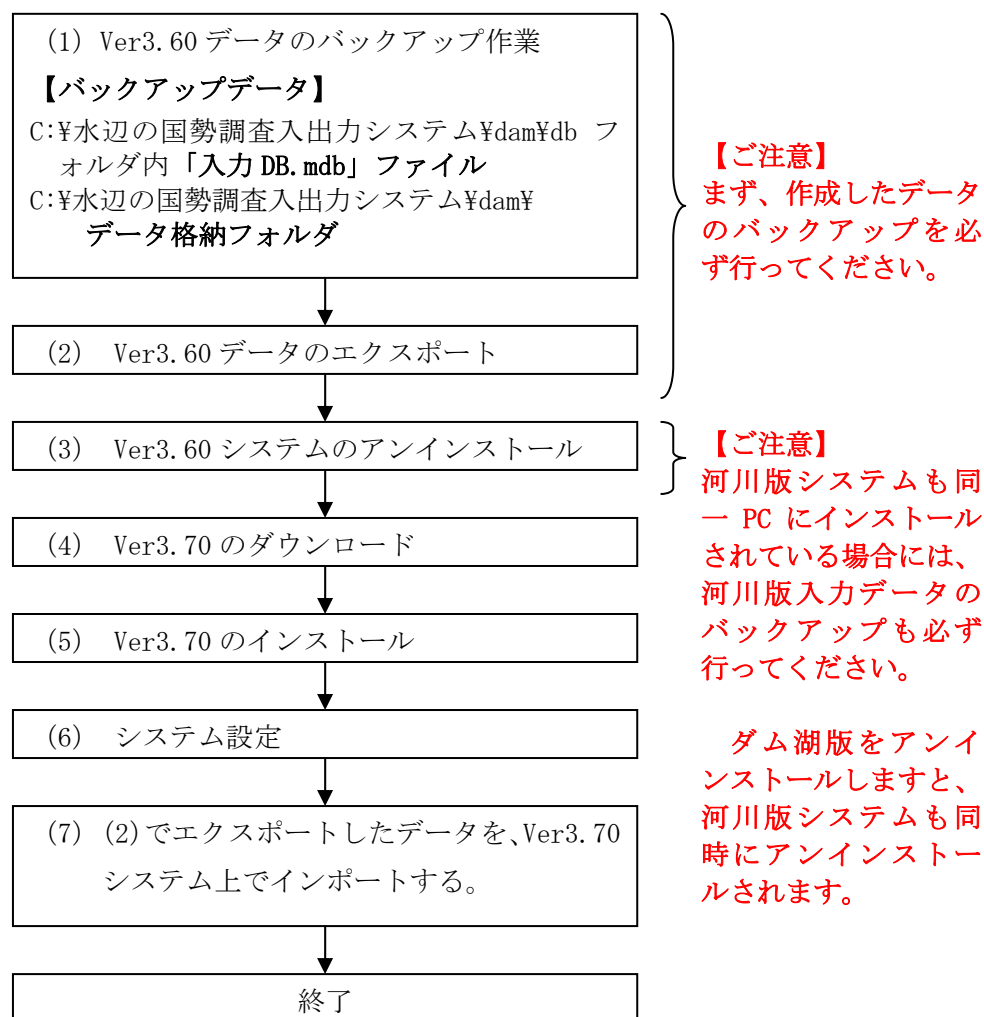 (1) Ver3.60 データのバックアップ作業
【バックアップデータ】
C:¥水辺の国勢調査入出力システム¥dam¥db フ
ォルダ内「入力 DB.mdb」ファイル
C:¥水辺の国勢調査入出力システム¥dam¥
データ格納フォルダ
【ご注意】
まず、作成したデータ
のバックアップを必
ず行ってください。
(2) Ver3.60 データのエクスポート
(3) Ver3.60 システムのアンインストール
【ご注意】
河川版システムも同
一 PC にインストール
されている場合には、
河川版入力データの
バックアップも必ず
行ってください。
ダム湖版をアンイ
ンストールしますと、
河川版システムも同
時にアンインストー
ルされます。
(4) Ver3.70 のダウンロード
(5) Ver3.70 のインストール
(6) システム設定
(7) (2)でエクスポートしたデータを、Ver3.70
システム上でインポートする。
終了